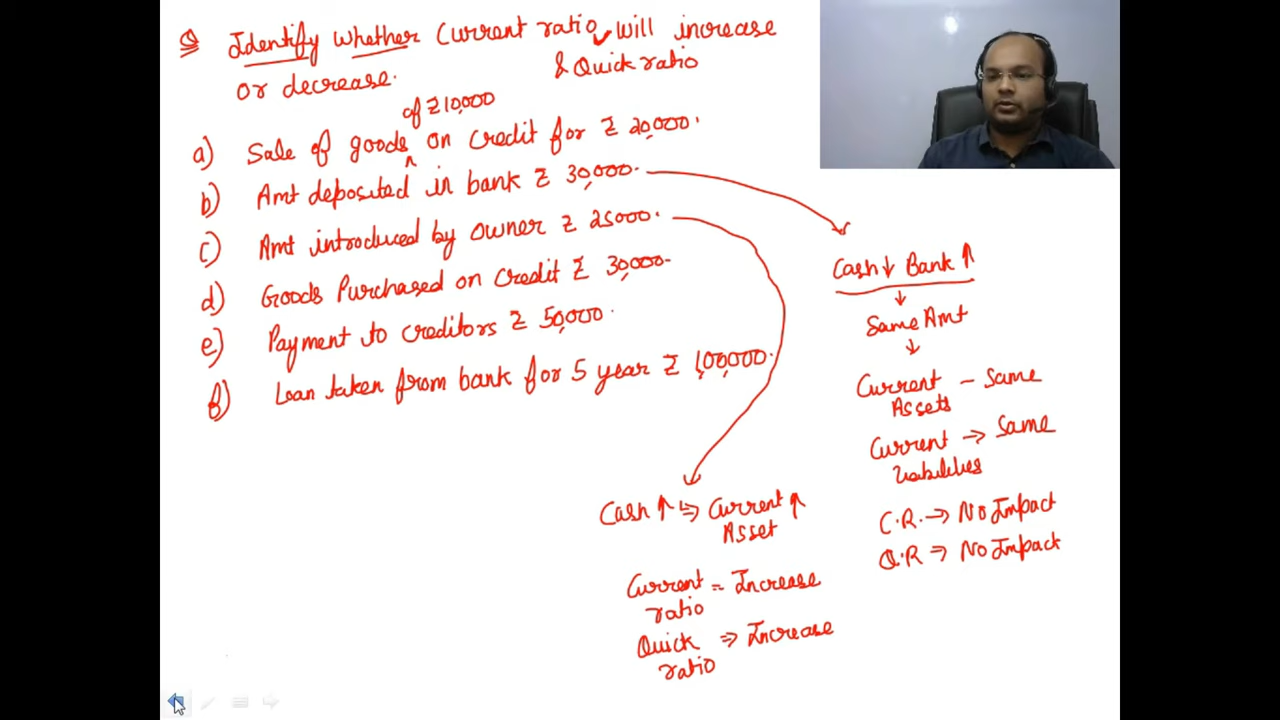 Q Identify whether Current ratio will increase
& Quick ratio
or decrease.
of ₹10,000
a) Sale of goods ^ on credit for ₹ 20,000.
b) Amt deposited in bank ₹ 30,000.
c) Amt introduced by owner ₹ 25000.
d) Goods Purchased on credit ₹ 30,000.
e) Payment to creditors ₹ 50,000.
f) Loan taken from bank for 5 year ₹ 1,00,000.
Cash ↓ Bank ↑
↓
Same Amt
↓
Current – Same
Assets
Current → Same
Liabilities
C.R. → No Impact
Q.R ⇒ No Impact
Cash ↑ ⇒ Current ↑
Asset
Current = Increase
ratio
Quick ⇒ Increase
ratio